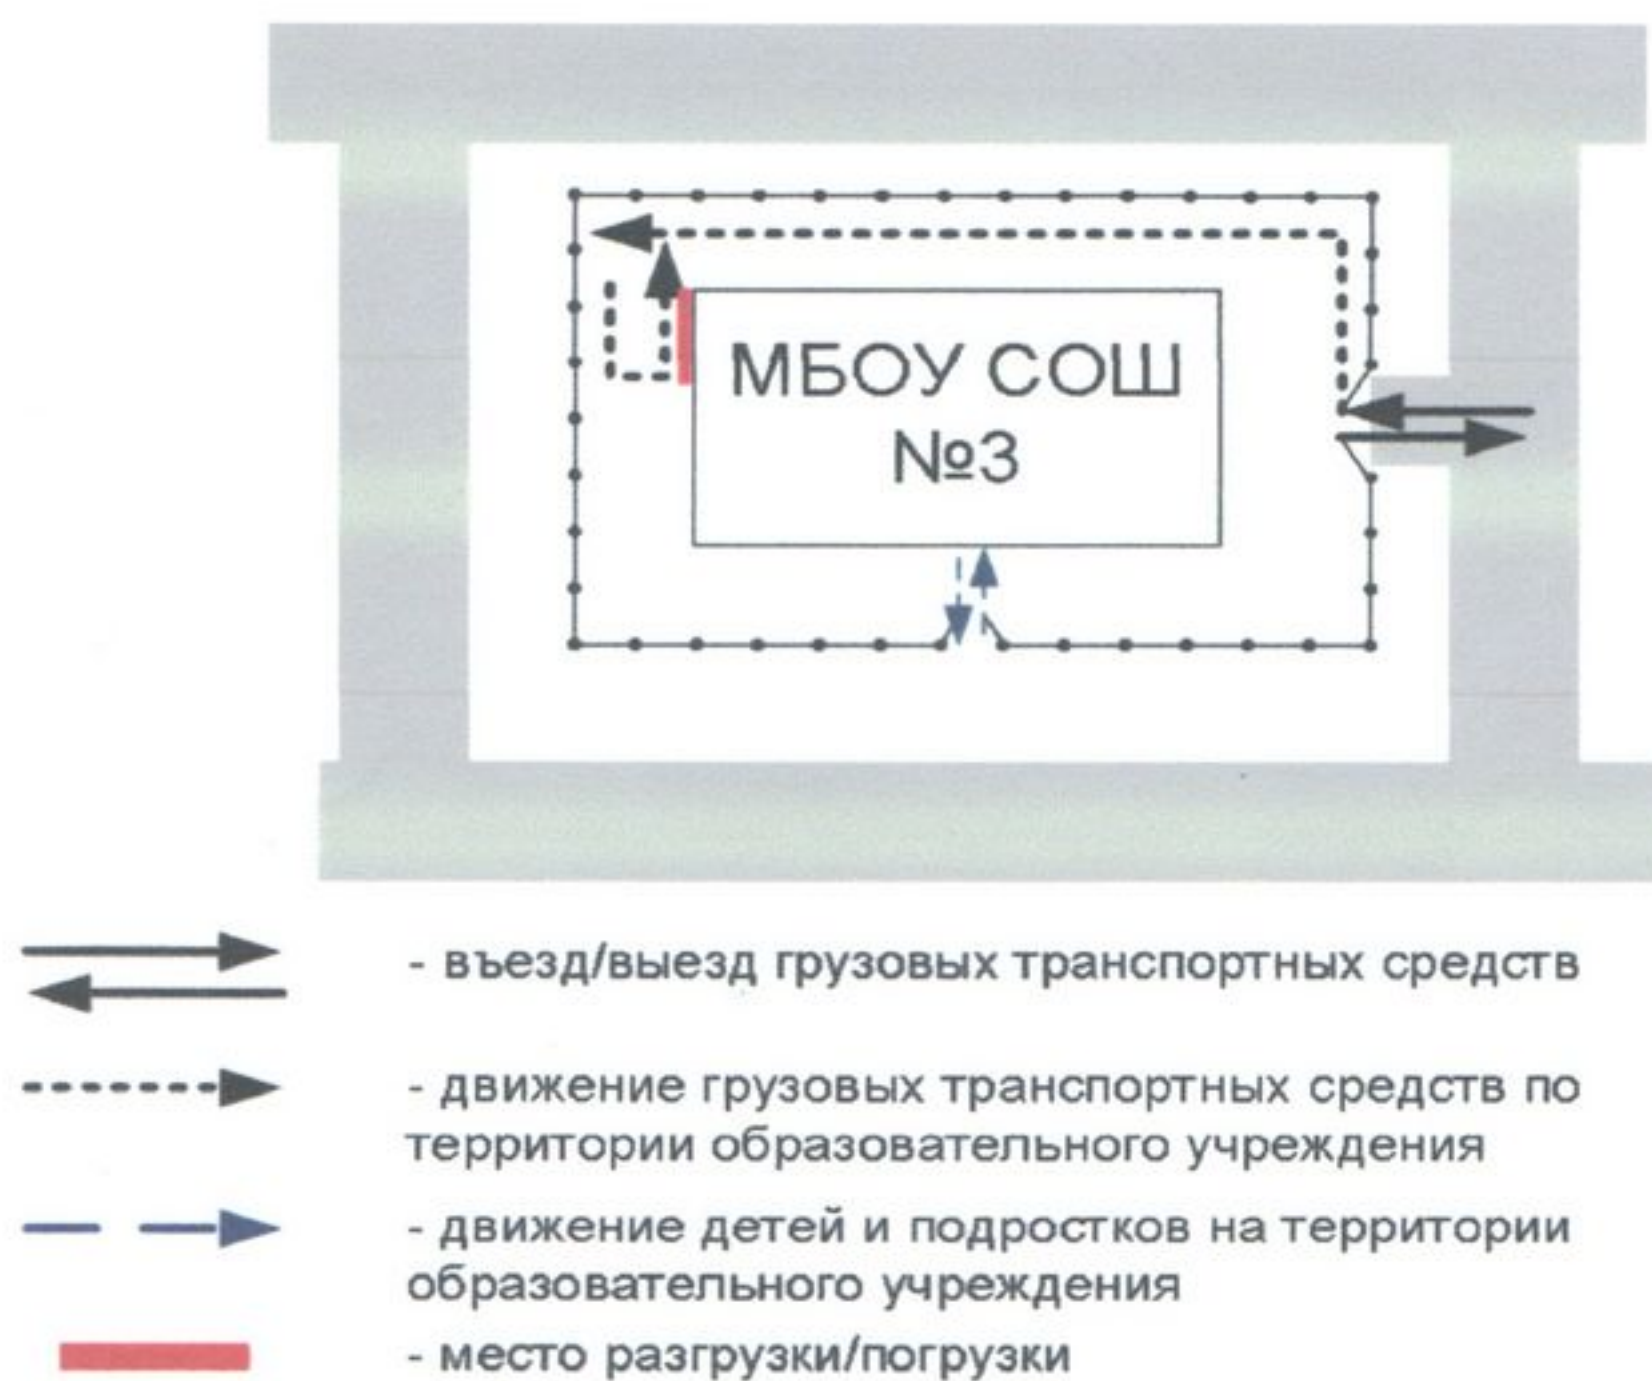 МБОУ СОШ
№3
- въезд/выезд грузовых транспортных средств
- движение грузовых транспортных средств по
территории образовательного учреждения
- движение детей и подростков на территории
образовательного учреждения
- место разгрузки/погрузки